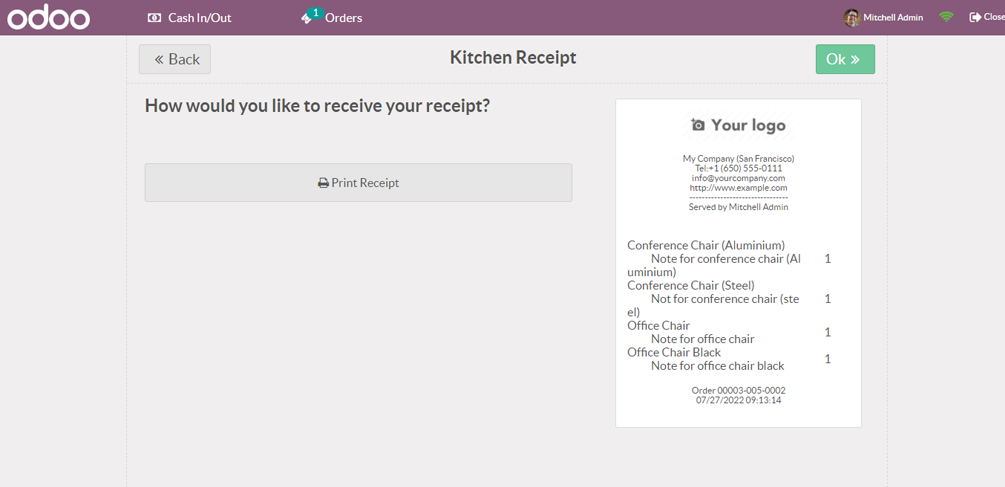 odoo
Cash In/Out
1
Orders
Mitchell Admin
Close
Back
Kitchen Receipt
Ok
How would you like to receive your receipt?
Print Receipt
Your logo
My Company (San Francisco)
Tel:+1 (650) 555-0111
info@yourcompany.com
http://www.example.com
--------------------------------
Served by Mitchell Admin
Conference Chair (Aluminium)
Note for conference chair (Al 1
uminium)
Conference Chair (Steel)
Not for conference chair (ste 1
el)
Office Chair 1
Note for office chair
Office Chair Black 1
Note for office chair black
Order 00003-005-0002
07/27/2022 09:13:14